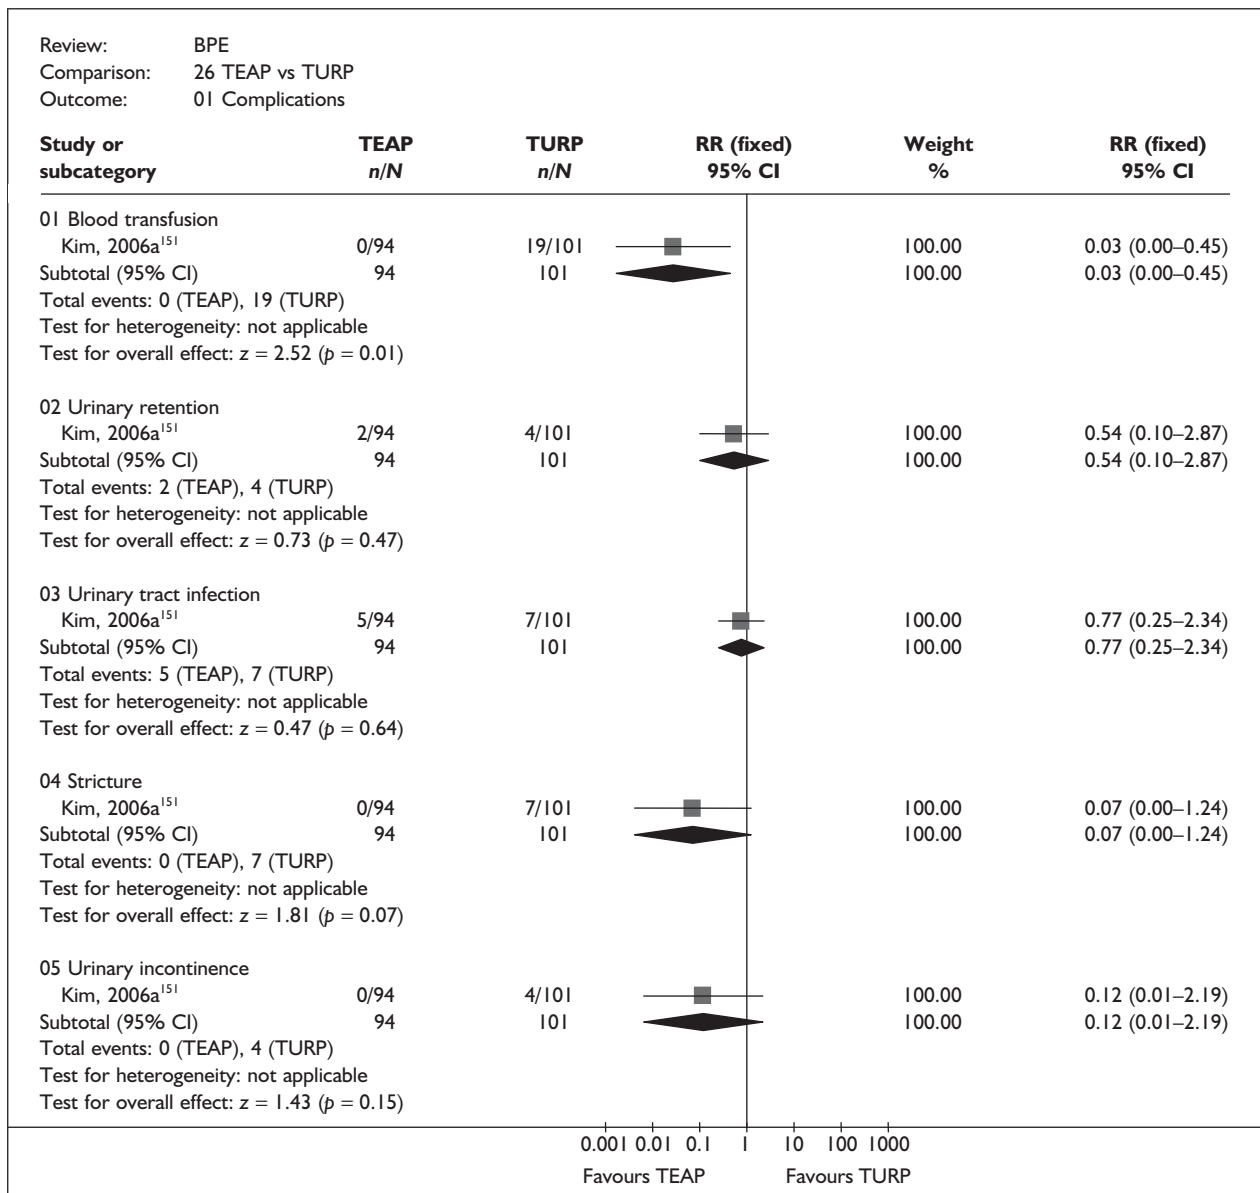 Review: BPE
Comparison: 26 TEAP vs TURP
Outcome: 01 Complications
Study or TEAP TURP RR (fixed) Weight RR (fixed)
subcategory n/N n/N 95% CI % 95% CI
01 Blood transfusion
Kim, 2006a151 0/94 19/101 100.00 0.03 (0.00–0.45)
Subtotal (95% CI) 94 101 100.00 0.03 (0.00–0.45)
Total events: 0 (TEAP), 19 (TURP)
Test for heterogeneity: not applicable
Test for overall effect: z = 2.52 (p = 0.01)
02 Urinary retention
Kim, 2006a151 2/94 4/101 100.00 0.54 (0.10–2.87)
Subtotal (95% CI) 94 101 100.00 0.54 (0.10–2.87)
Total events: 2 (TEAP), 4 (TURP)
Test for heterogeneity: not applicable
Test for overall effect: z = 0.73 (p = 0.47)
03 Urinary tract infection
Kim, 2006a151 5/94 7/101 100.00 0.77 (0.25–2.34)
Subtotal (95% CI) 94 101 100.00 0.77 (0.25–2.34)
Total events: 5 (TEAP), 7 (TURP)
Test for heterogeneity: not applicable
Test for overall effect: z = 0.47 (p = 0.64)
04 Stricture
Kim, 2006a151 0/94 7/101 100.00 0.07 (0.00–1.24)
Subtotal (95% CI) 94 101 100.00 0.07 (0.00–1.24)
Total events: 0 (TEAP), 7 (TURP)
Test for heterogeneity: not applicable
Test for overall effect: z = 1.81 (p = 0.07)
05 Urinary incontinence
Kim, 2006a151 0/94 4/101 100.00 0.12 (0.01–2.19)
Subtotal (95% CI) 94 101 100.00 0.12 (0.01–2.19)
Total events: 0 (TEAP), 4 (TURP)
Test for heterogeneity: not applicable
Test for overall effect: z = 1.43 (p = 0.15)
0.001 0.01 0.1 1 10 100 1000
Favours TEAP Favours TURP